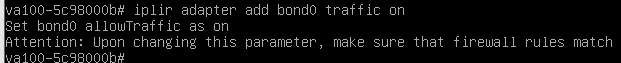 va100-5c98000b# iplir adapter add bond0 traffic on
Set bond0 allowTraffic as on
Attention: Upon changing this parameter, make sure that firewall rules match
va100-5c98000b#